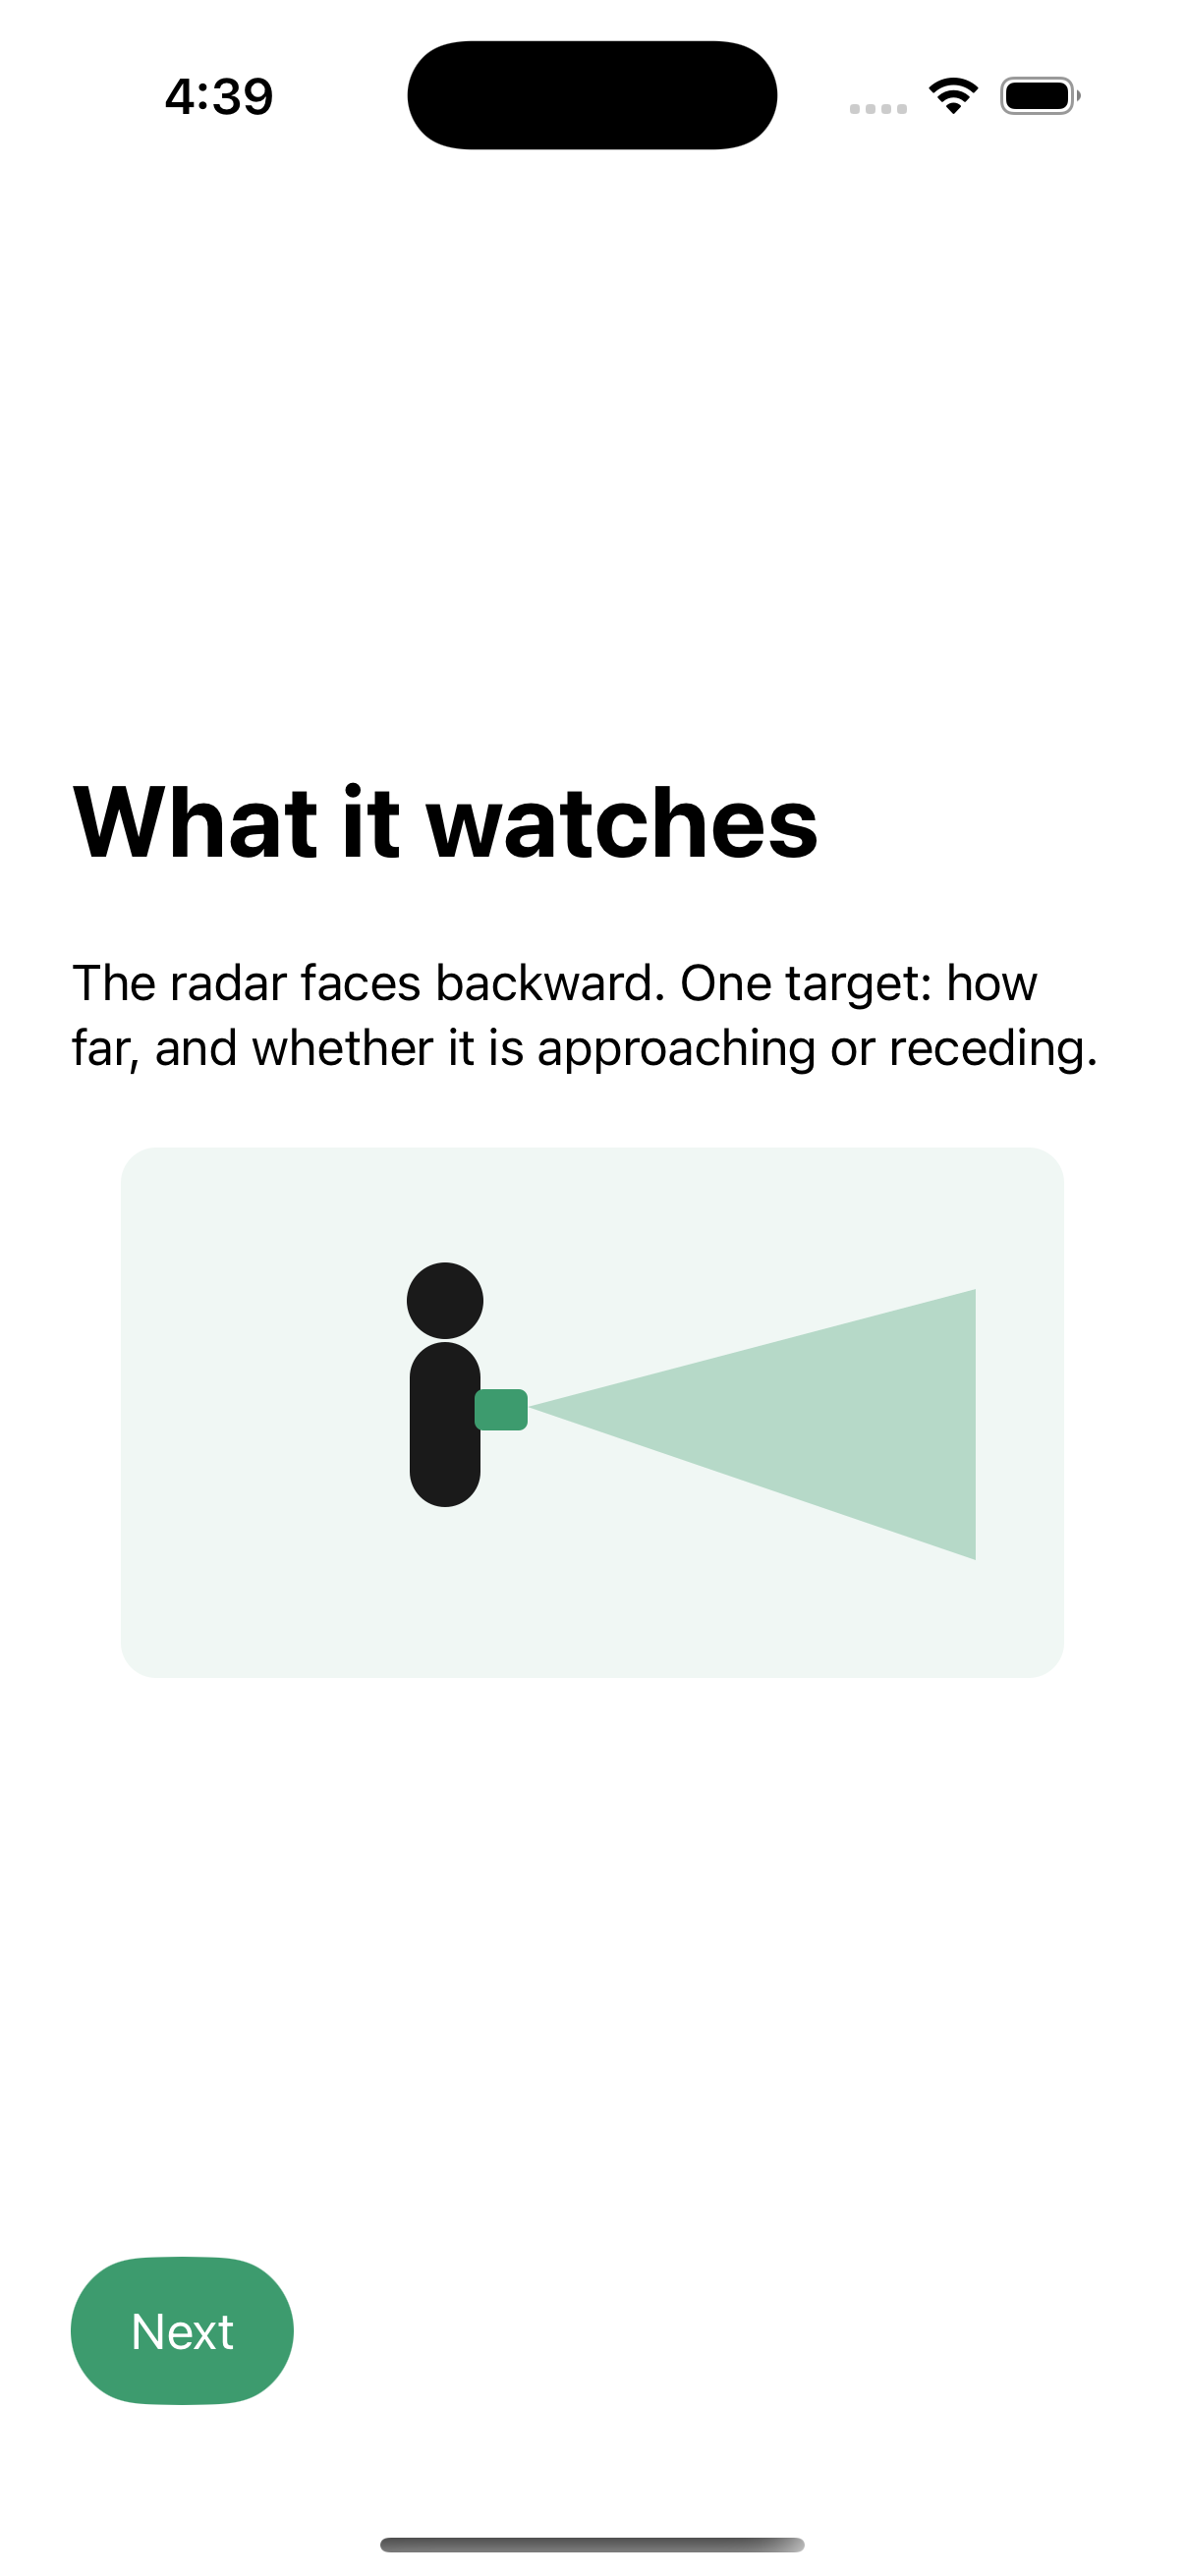 4:39
What it watches
The radar faces backward. One target: how
far, and whether it is approaching or receding.
Next